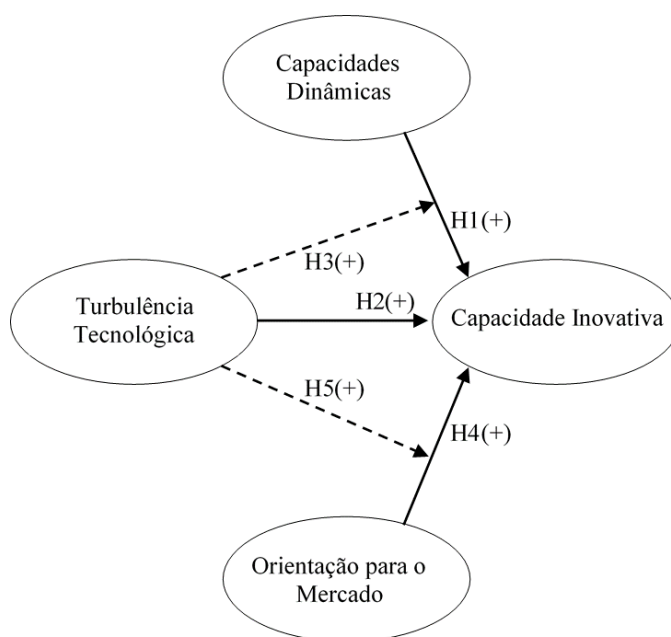 Capacidades
Dinâmicas
H1(+)
H3(+)
H2(+)
Turbulência
Tecnológica
Capacidade Inovativa
H5(+)
H4(+)
Orientação para o
Mercado